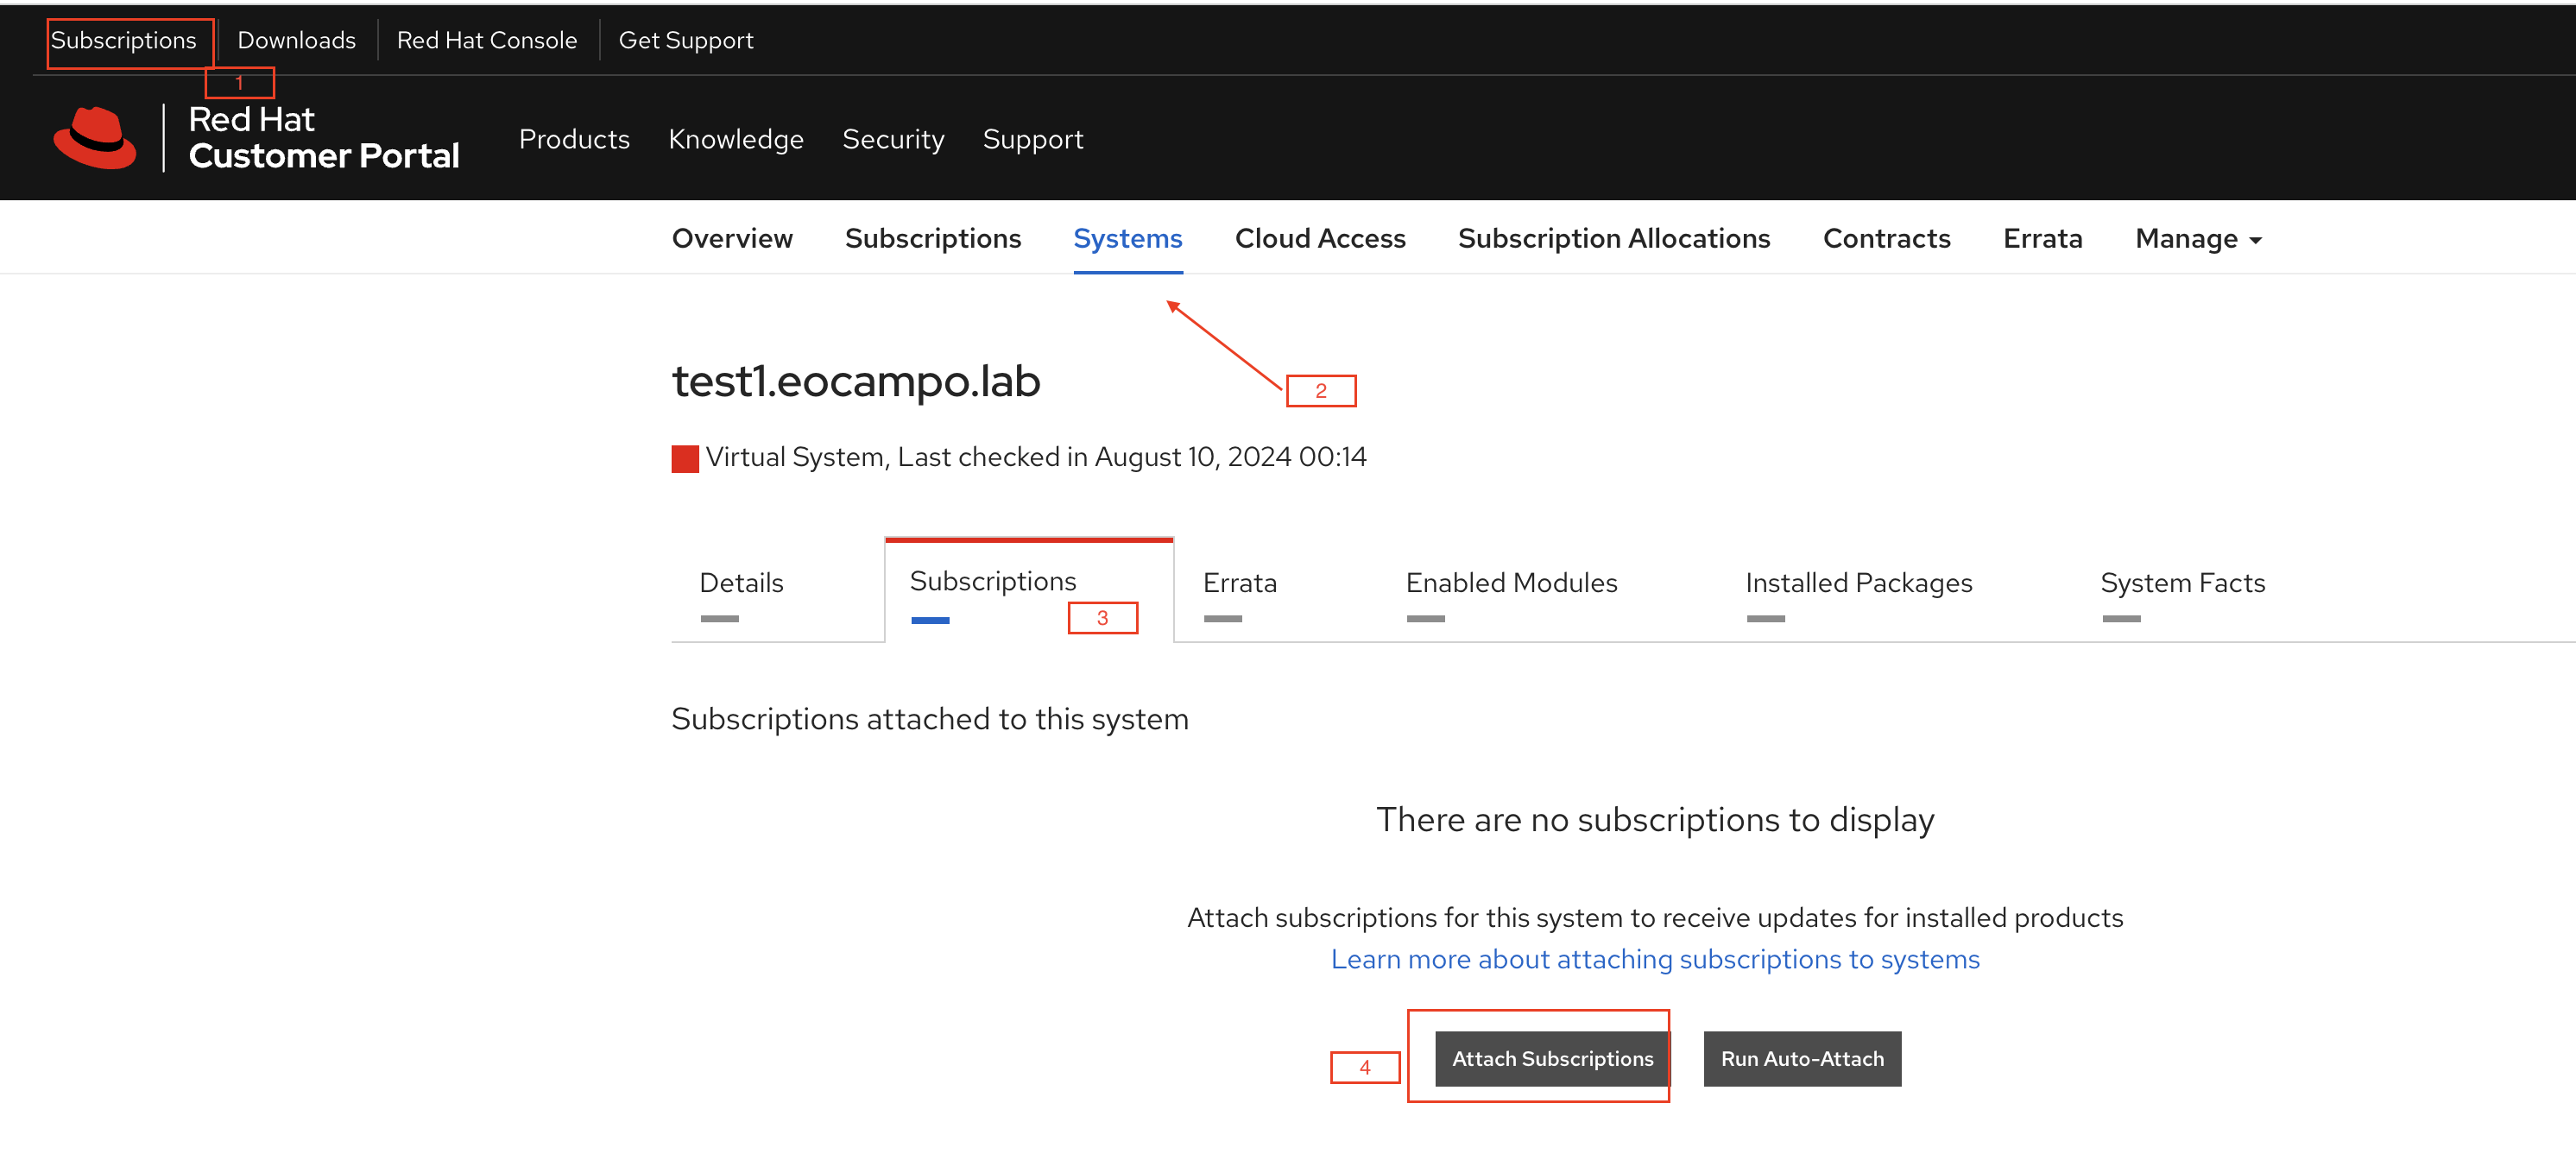 Subscriptions Downloads Red Hat Console Get Support
1
Red Hat
Customer Portal
Products Knowledge Security Support
Overview Subscriptions Systems Cloud Access Subscription Allocations Contracts Errata Manage
test1.eocampo.lab
2
Virtual System, Last checked in August 10, 2024 00:14
Details Subscriptions Errata Enabled Modules Installed Packages System Facts
3
Subscriptions attached to this system
There are no subscriptions to display
Attach subscriptions for this system to receive updates for installed products
Learn more about attaching subscriptions to systems
4 Attach Subscriptions Run Auto-Attach